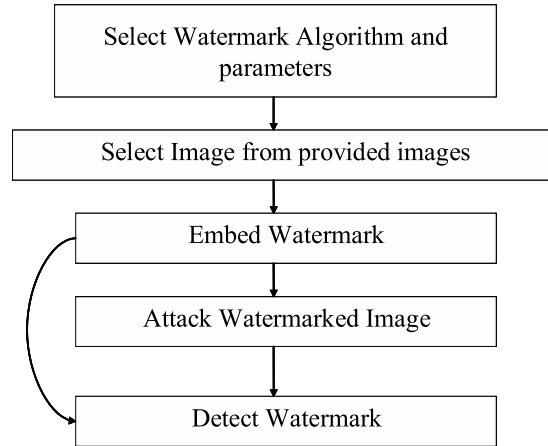 Select Watermark Algorithm and
parameters
Select Image from provided images
Embed Watermark
Attack Watermarked Image
Detect Watermark